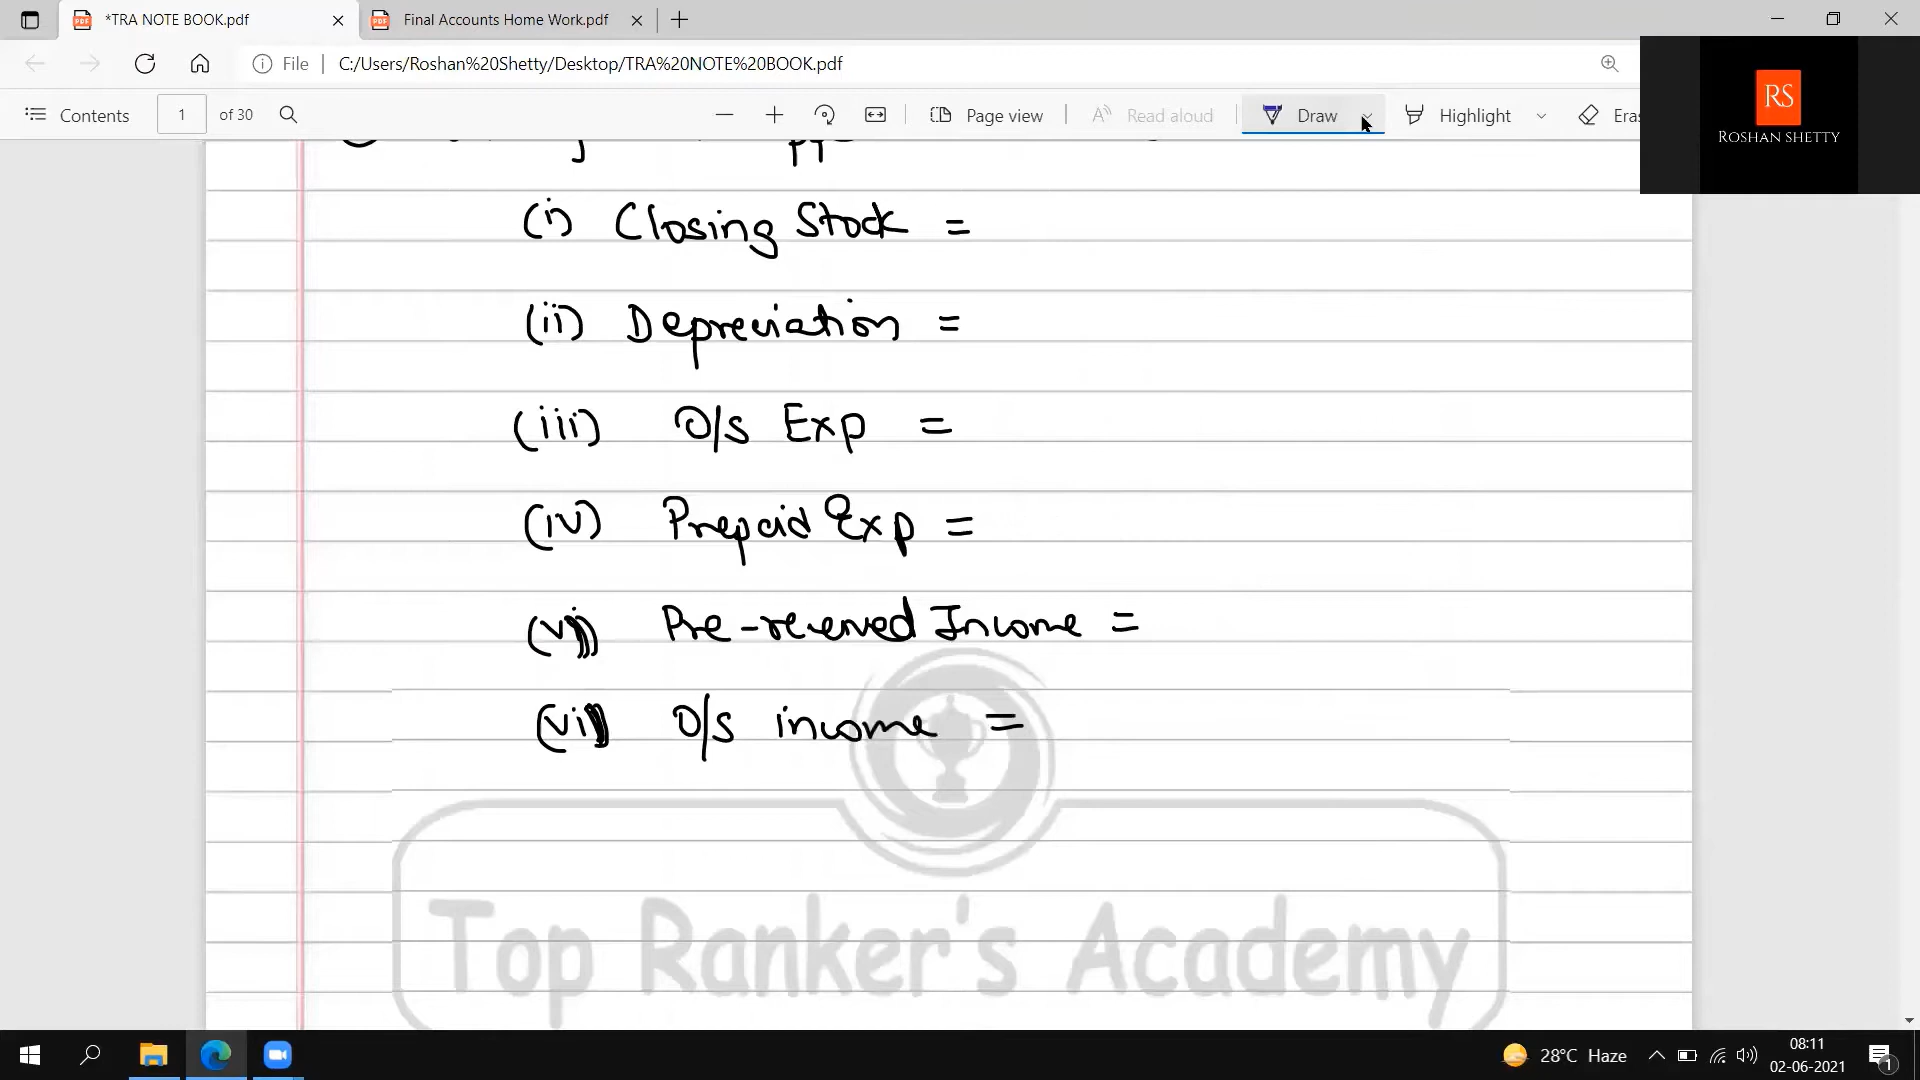 *TRA NOTE BOOK.pdf
Final Accounts Home Work.pdf
File
C:/Users/Roshan%20Shetty/Desktop/TRA%20NOTE%20BOOK.pdf
Contents 1 of 30 Page view Read aloud Draw Highlight Eras
RS
ROSHAN SHETTY
(i) Closing Stock =
(ii) Depreciation =
(iii) O/s Exp =
(iv) Prepaid Exp =
(v) Pre-received Income =
(vi) O/s income =
Top Ranker's Academy
28°C Haze
08:11
02-06-2021
1